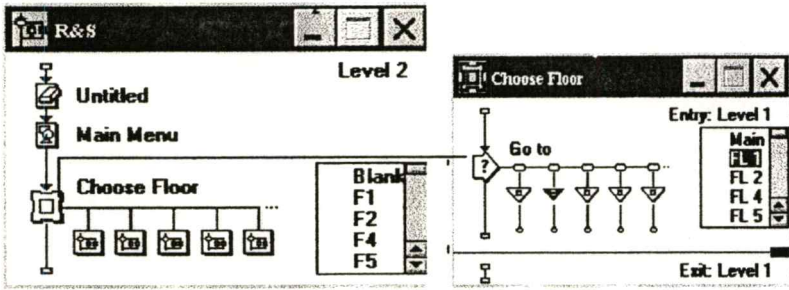 R&S
Level 2
Untitled
Main Menu
Choose Floor
Blank
F1
F2
F4
F5
Choose Floor
Entry: Level 1
Go to
?
Main
FL 1
FL 2
FL 4
FL 5
Exit: Level 1